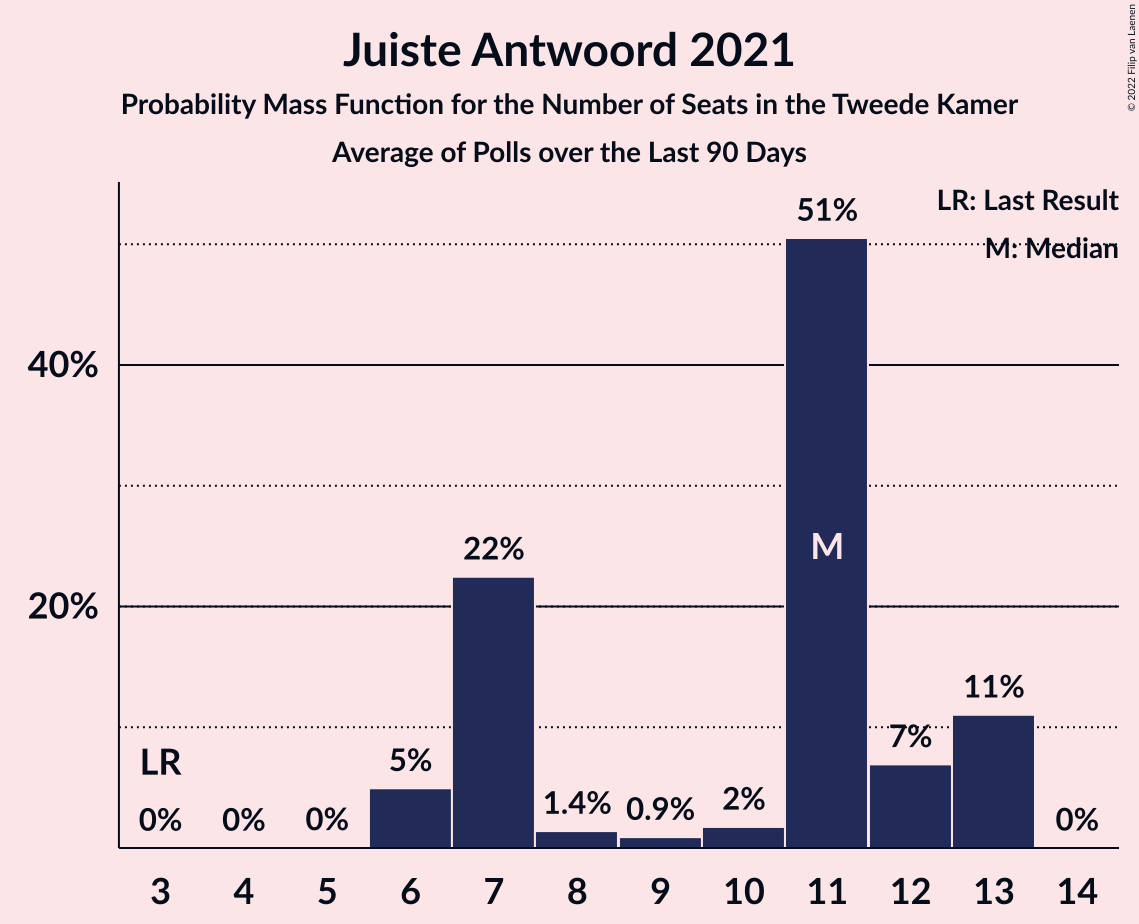 Juiste Antwoord 2021
Probability Mass Function for the Number of Seats in the Tweede Kamer
Average of Polls over the Last 90 Days
© 2022 Filip van Laenen
LR: Last Result
M: Median
40%
20%
LR
0%
0%
0%
5%
22%
1.4%
0.9%
2%
51%
M
7%
11%
0%
3 4 5 6 7 8 9 10 11 12 13 14